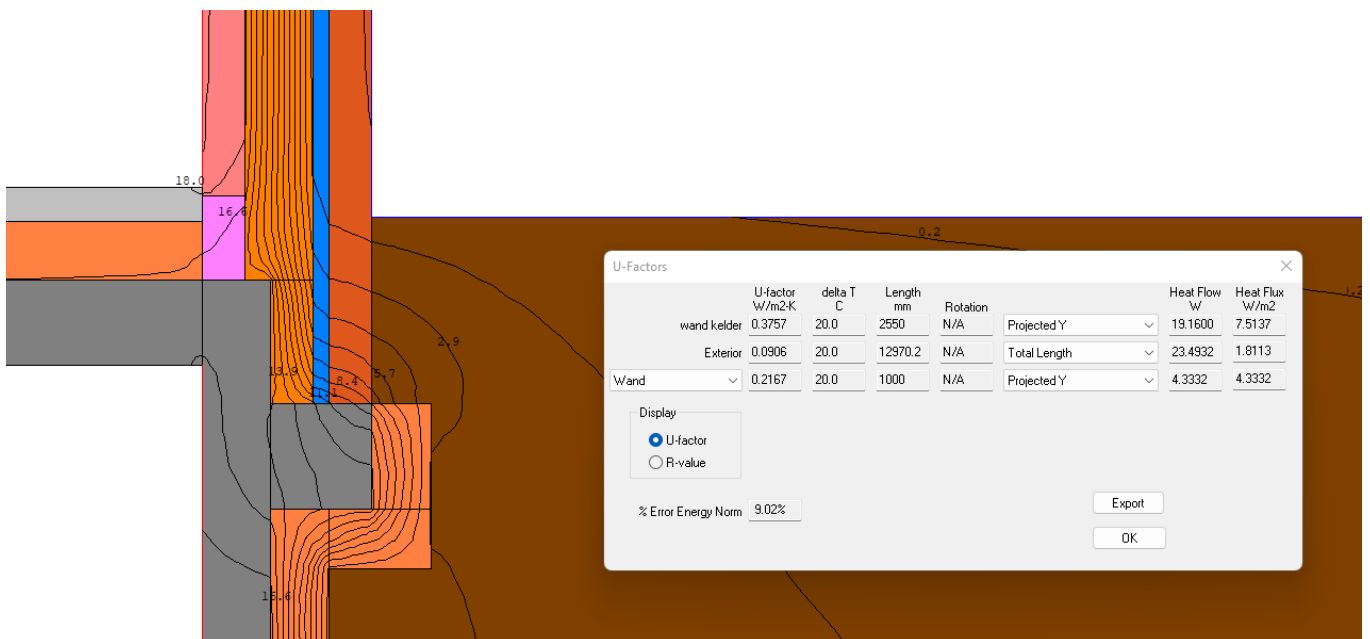 18.0
16.6
0.2
U-Factors
U-factor delta T Length Heat Flow Heat Flux
W/m2-K C mm Rotation W W/m2
wand kelder 0.3757 20.0 2550 N/A Projected Y 19.1600 7.5137
Exterior 0.0906 20.0 12970.2 N/A Total Length 23.4932 1.8113
Wand 0.2167 20.0 1000 N/A Projected Y 4.3332 4.3332
2.9
13.9
8.4
5.7
11.1
Display
U-factor
R-value
% Error Energy Norm 9.02%
Export
OK